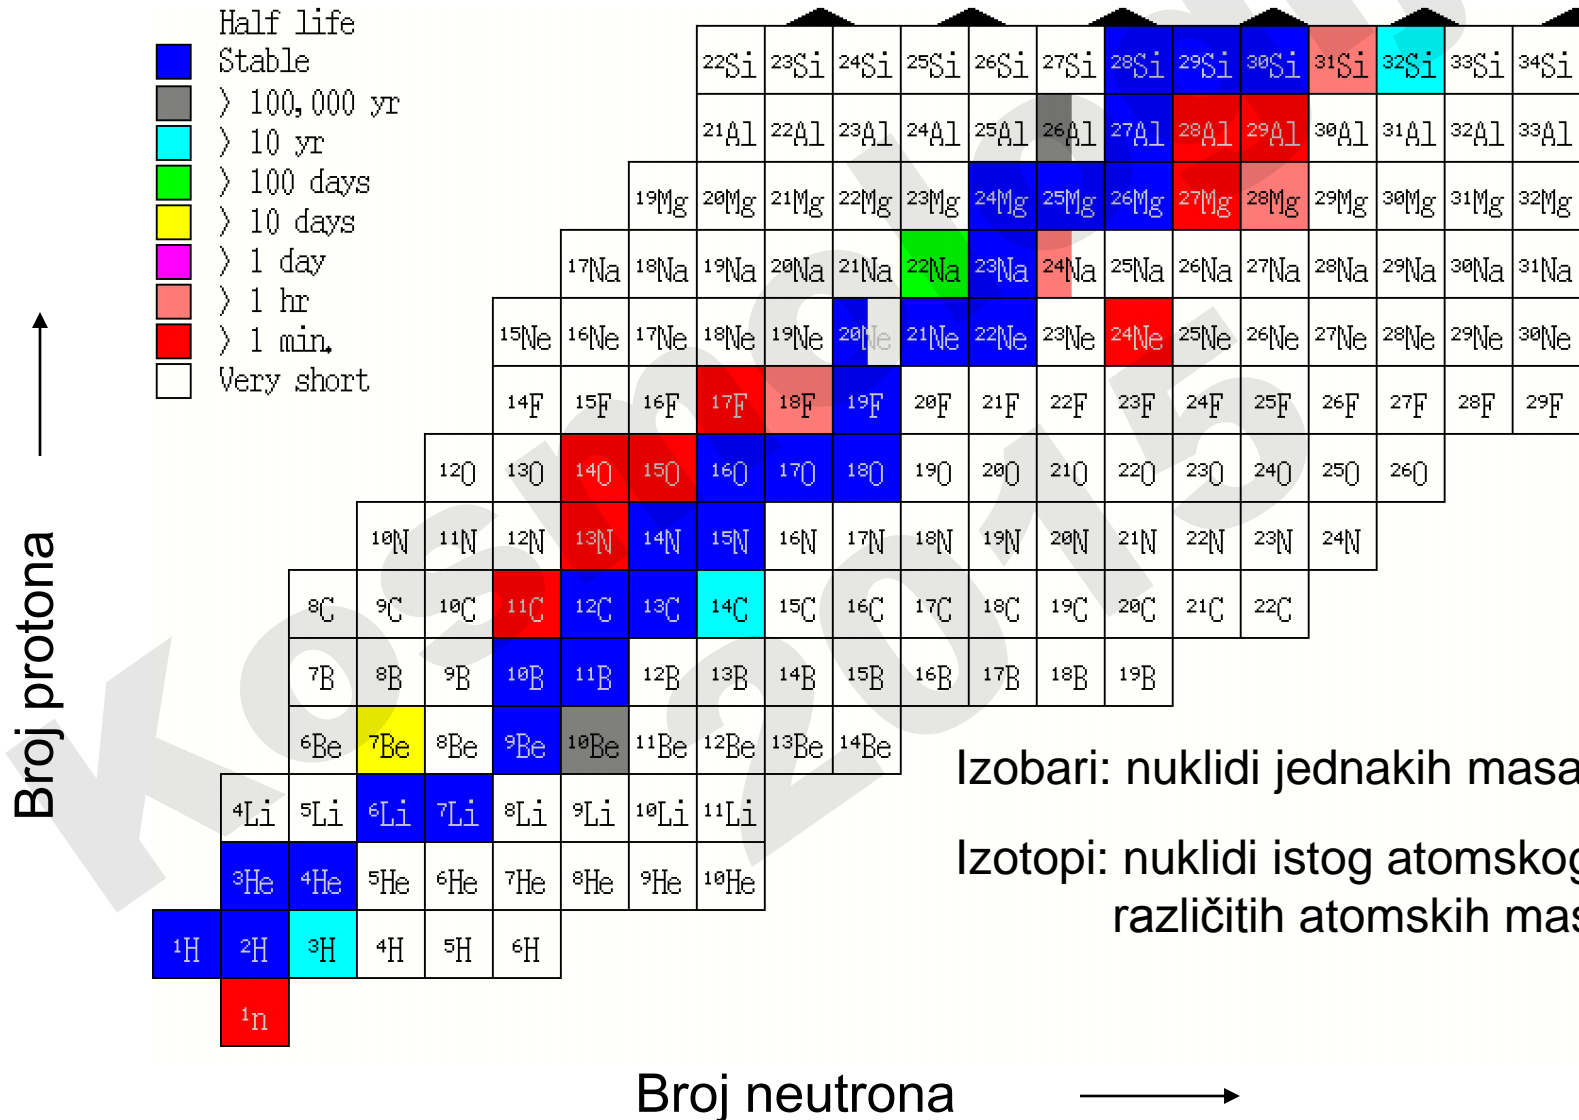 Half life
Stable
> 100,000 yr
> 10 yr
> 100 days
> 10 days
> 1 day
> 1 hr
> 1 min.
Very short
22Si 23Si 24Si 25Si 26Si 27Si 28Si 29Si 30Si 31Si 32Si 33Si 34Si
21Al 22Al 23Al 24Al 25Al 26Al 27Al 28Al 29Al 30Al 31Al 32Al 33Al
19Mg 20Mg 21Mg 22Mg 23Mg 24Mg 25Mg 26Mg 27Mg 28Mg 29Mg 30Mg 31Mg 32Mg
17Na 18Na 19Na 20Na 21Na 22Na 23Na 24Na 25Na 26Na 27Na 28Na 29Na 30Na 31Na
15Ne 16Ne 17Ne 18Ne 19Ne 20Ne 21Ne 22Ne 23Ne 24Ne 25Ne 26Ne 27Ne 28Ne 29Ne 30Ne
14F 15F 16F 17F 18F 19F 20F 21F 22F 23F 24F 25F 26F 27F 28F 29F
12O 13O 14O 15O 16O 17O 18O 19O 20O 21O 22O 23O 24O 25O 26O
10N 11N 12N 13N 14N 15N 16N 17N 18N 19N 20N 21N 22N 23N 24N
8C 9C 10C 11C 12C 13C 14C 15C 16C 17C 18C 19C 20C 21C 22C
7B 8B 9B 10B 11B 12B 13B 14B 15B 16B 17B 18B 19B
6Be 7Be 8Be 9Be 10Be 11Be 12Be 13Be 14Be
4Li 5Li 6Li 7Li 8Li 9Li 10Li 11Li
3He 4He 5He 6He 7He 8He 9He 10He
1H 2H 3H 4H 5H 6H
1n
Broj protona
Broj neutrona
Izobari: nuklidi jednakih masa
Izotopi: nuklidi istog atomskog
različitih atomskih mas
2015